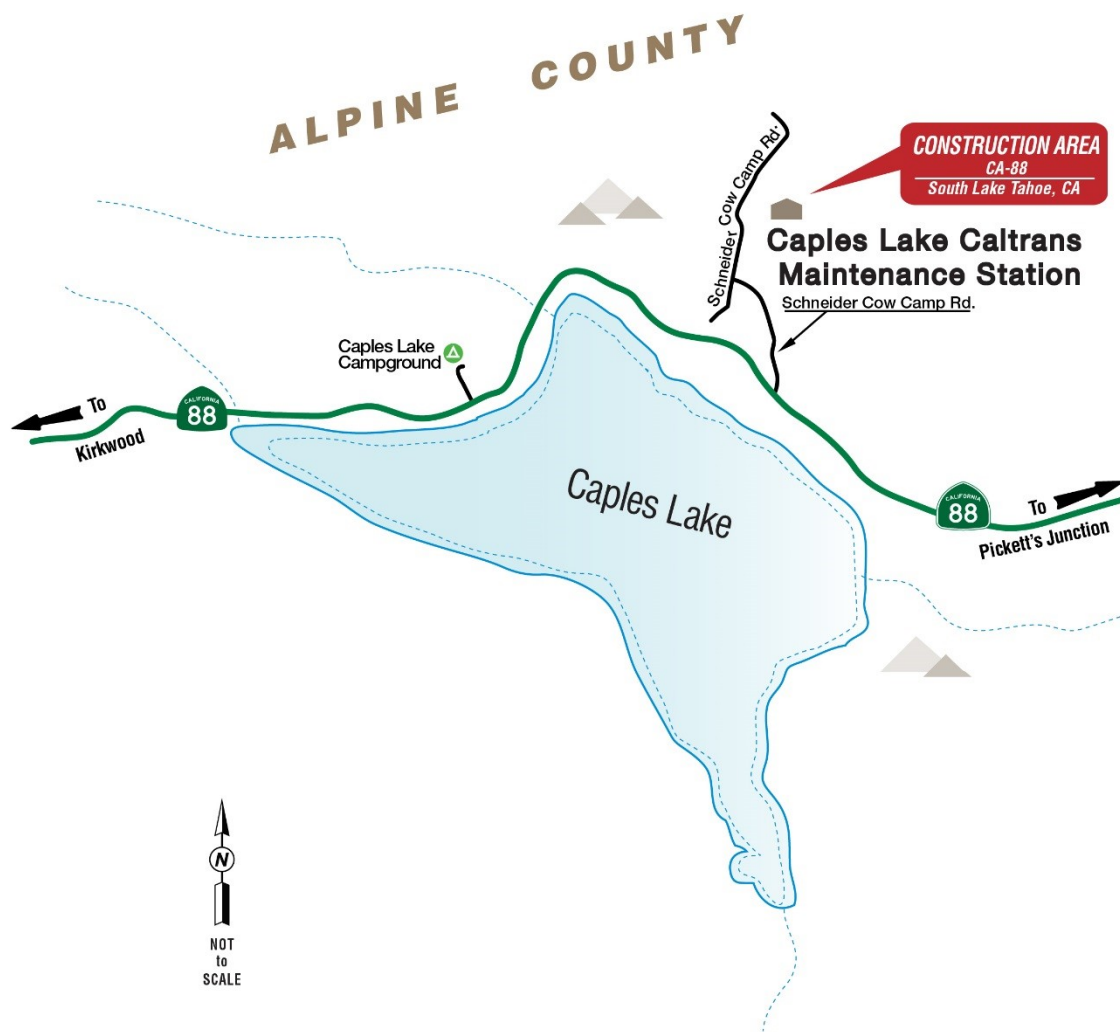 ALPINE COUNTY
CONSTRUCTION AREA
CA-88
South Lake Tahoe, CA
Schneider Cow Camp Rd.
Caples Lake Caltrans
Maintenance Station
Schneider Cow Camp Rd.
Caples Lake
Campground
To
Kirkwood
CALIFORNIA
88
Caples Lake
CALIFORNIA
88
To
Pickett's Junction
N
NOT
to
SCALE